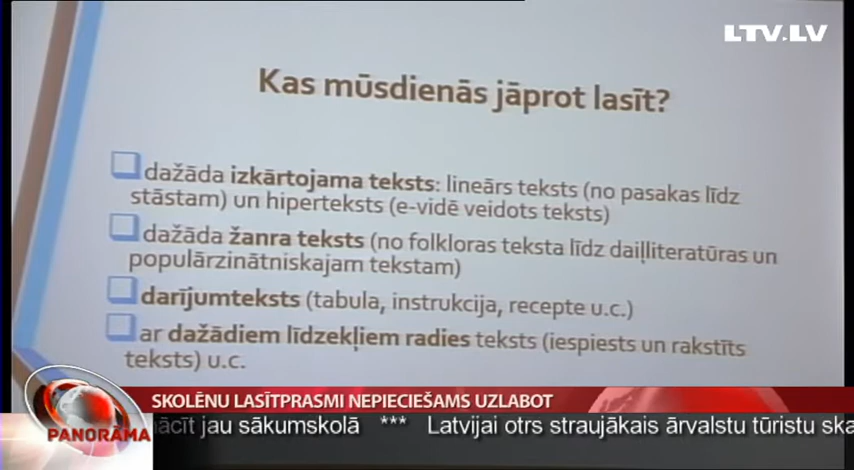 LTV.LV
Kas mūsdienās jāprot lasīt?
dažāda izkārtojama teksts: lineārs teksts (no pasakas līdz
stāstam) un hiperteksts (e-vidē veidots teksts)
dažāda žanra teksts (no folkloras teksta līdz daiļliteratūras un
populārzinātniskajam tekstam)
darījumteksts (tabula, instrukcija, recepte u.c.)
ar dažādiem līdzekļiem radies teksts (iespiests un rakstīts
teksts) u.c.
SKOLĒNU LASĪTPRASMI NEPIECIEŠAMS UZLABOT
PANORĀMA
jau sākumskolā *** Latvijai otrs straujākais ārvalstu tūristu